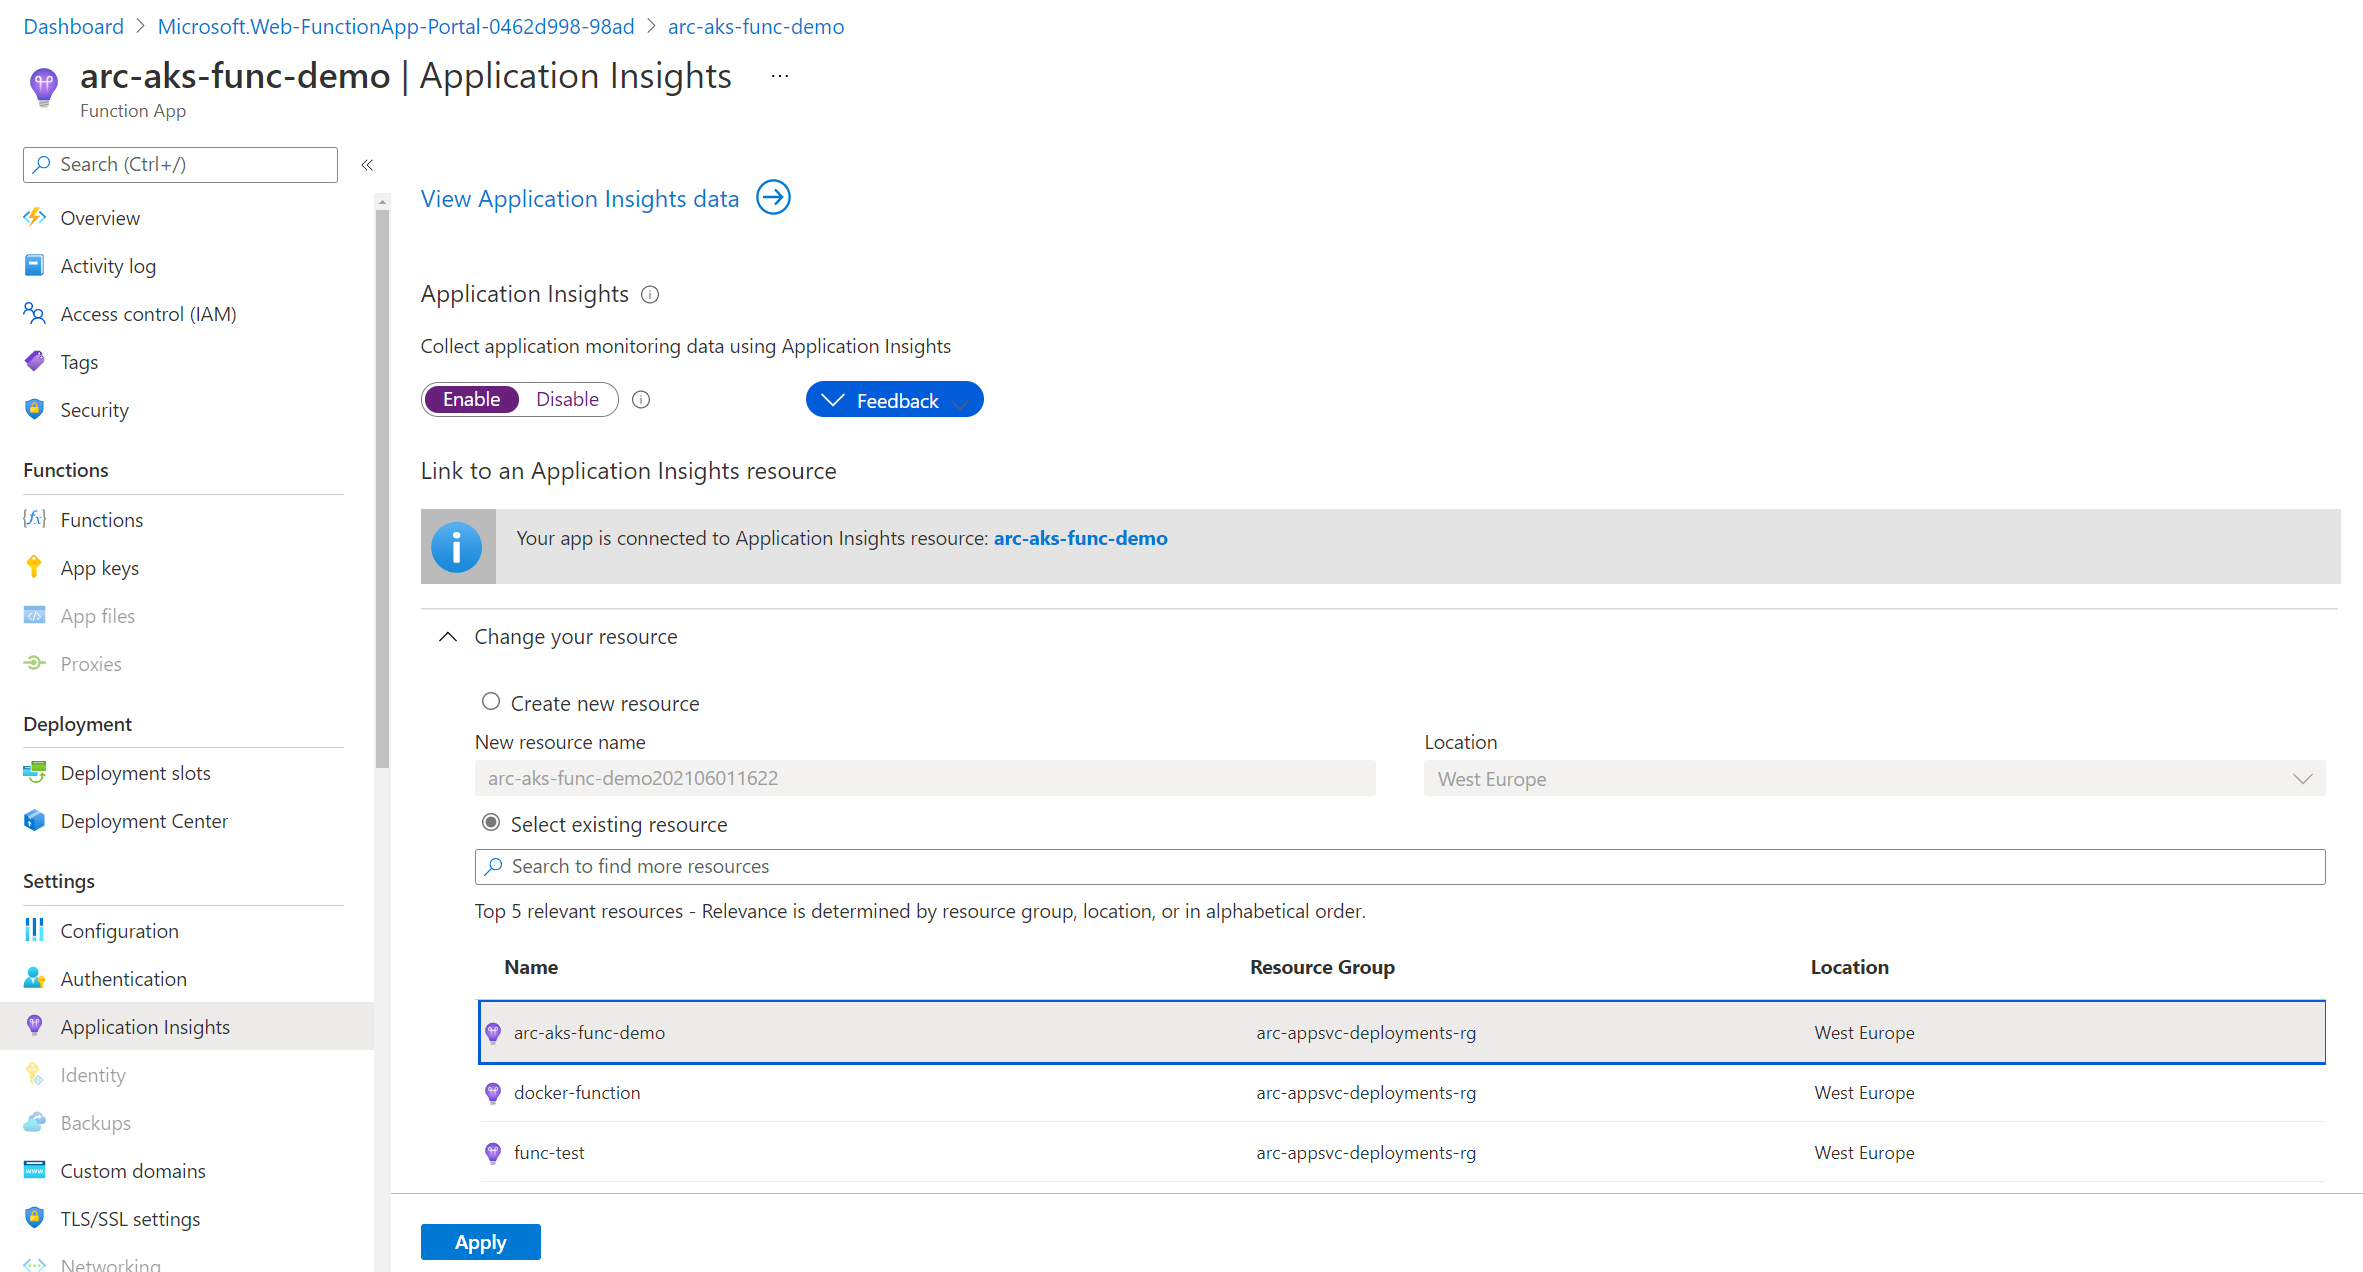 Dashboard > Microsoft.Web-FunctionApp-Portal-0462d998-98ad > arc-aks-func-demo
arc-aks-func-demo | Application Insights ...
Function App
Search (Ctrl+/)
«
Overview
Activity log
Access control (IAM)
Tags
Security
Functions
Functions
App keys
App files
Proxies
Deployment
Deployment slots
Deployment Center
Settings
Configuration
Authentication
Application Insights
Identity
Backups
Custom domains
TLS/SSL settings
Networking
View Application Insights data
Application Insights
Collect application monitoring data using Application Insights
Enable Disable
Feedback
Link to an Application Insights resource
Your app is connected to Application Insights resource: arc-aks-func-demo
Change your resource
Create new resource
New resource name Location
arc-aks-func-demo202106011622 West Europe
Select existing resource
Search to find more resources
Top 5 relevant resources - Relevance is determined by resource group, location, or in alphabetical order.
Name Resource Group Location
arc-aks-func-demo arc-appsvc-deployments-rg West Europe
docker-function arc-appsvc-deployments-rg West Europe
func-test arc-appsvc-deployments-rg West Europe
Apply